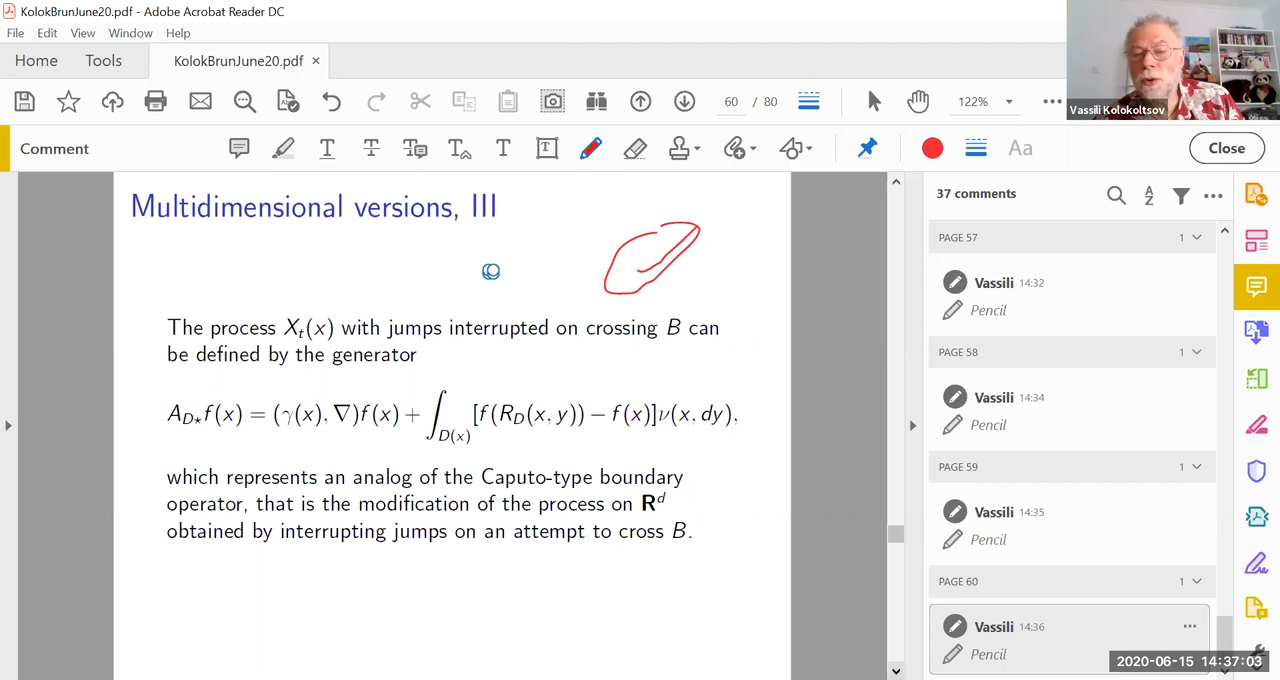 KolokBrunJune20.pdf - Adobe Acrobat Reader DC
File Edit View Window Help
Home Tools KolokBrunJune20.pdf ×
60 / 80 122%
Vassili Kolokoltsov
Comment Aa Close
Multidimensional versions, III
The process X_t(x) with jumps interrupted on crossing B can
be defined by the generator
A_{D⋆}f(x) = (γ(x), ∇)f(x) + ∫_{D(x)} [f(R_D(x, y)) − f(x)]ν(x, dy),
which represents an analog of the Caputo-type boundary
operator, that is the modification of the process on R^d
obtained by interrupting jumps on an attempt to cross B.
37 comments
PAGE 57 1
Vassili 14:32
Pencil
PAGE 58 1
Vassili 14:34
Pencil
PAGE 59 1
Vassili 14:35
Pencil
PAGE 60 1
Vassili 14:36
Pencil
2020-06-15 14:37:03